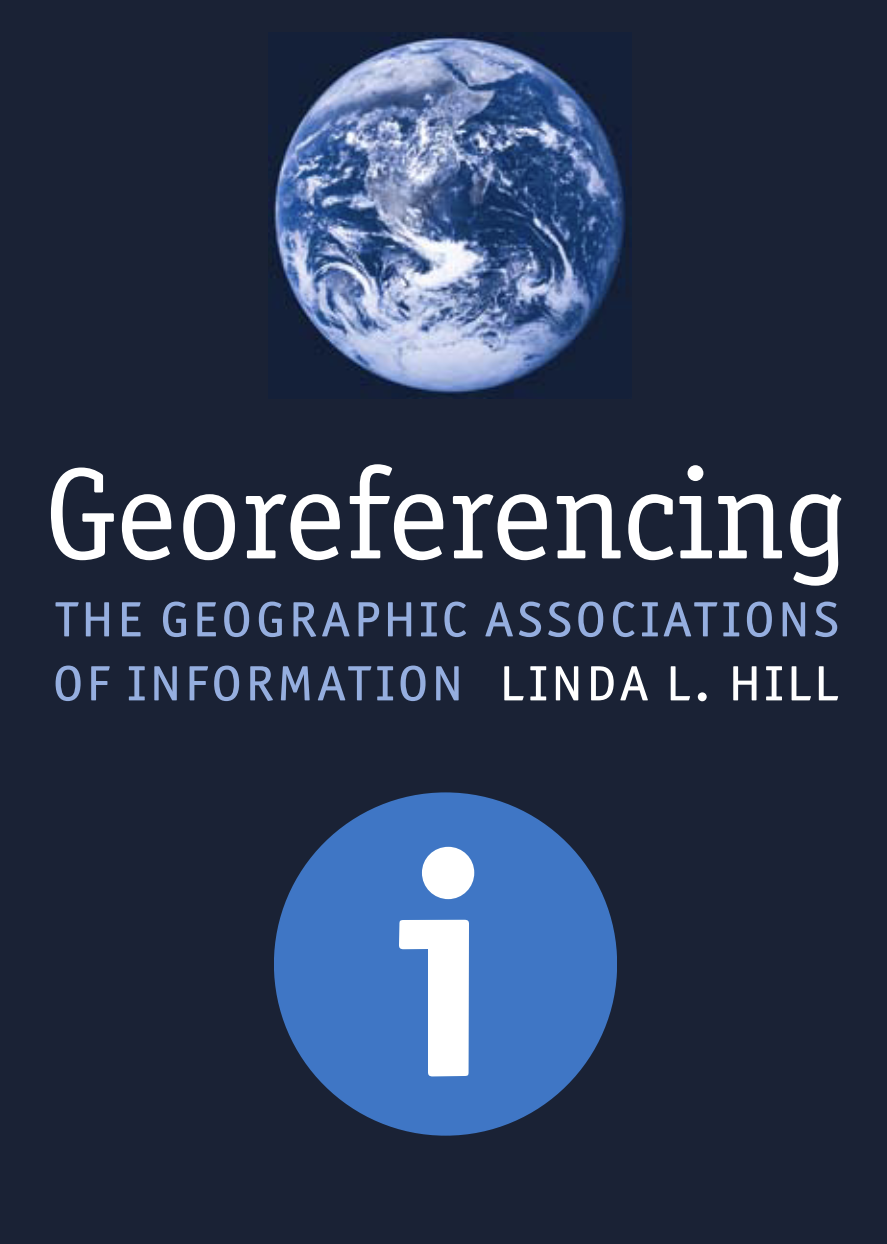 Georeferencing
THE GEOGRAPHIC ASSOCIATIONS
OF INFORMATION LINDA L. HILL
i